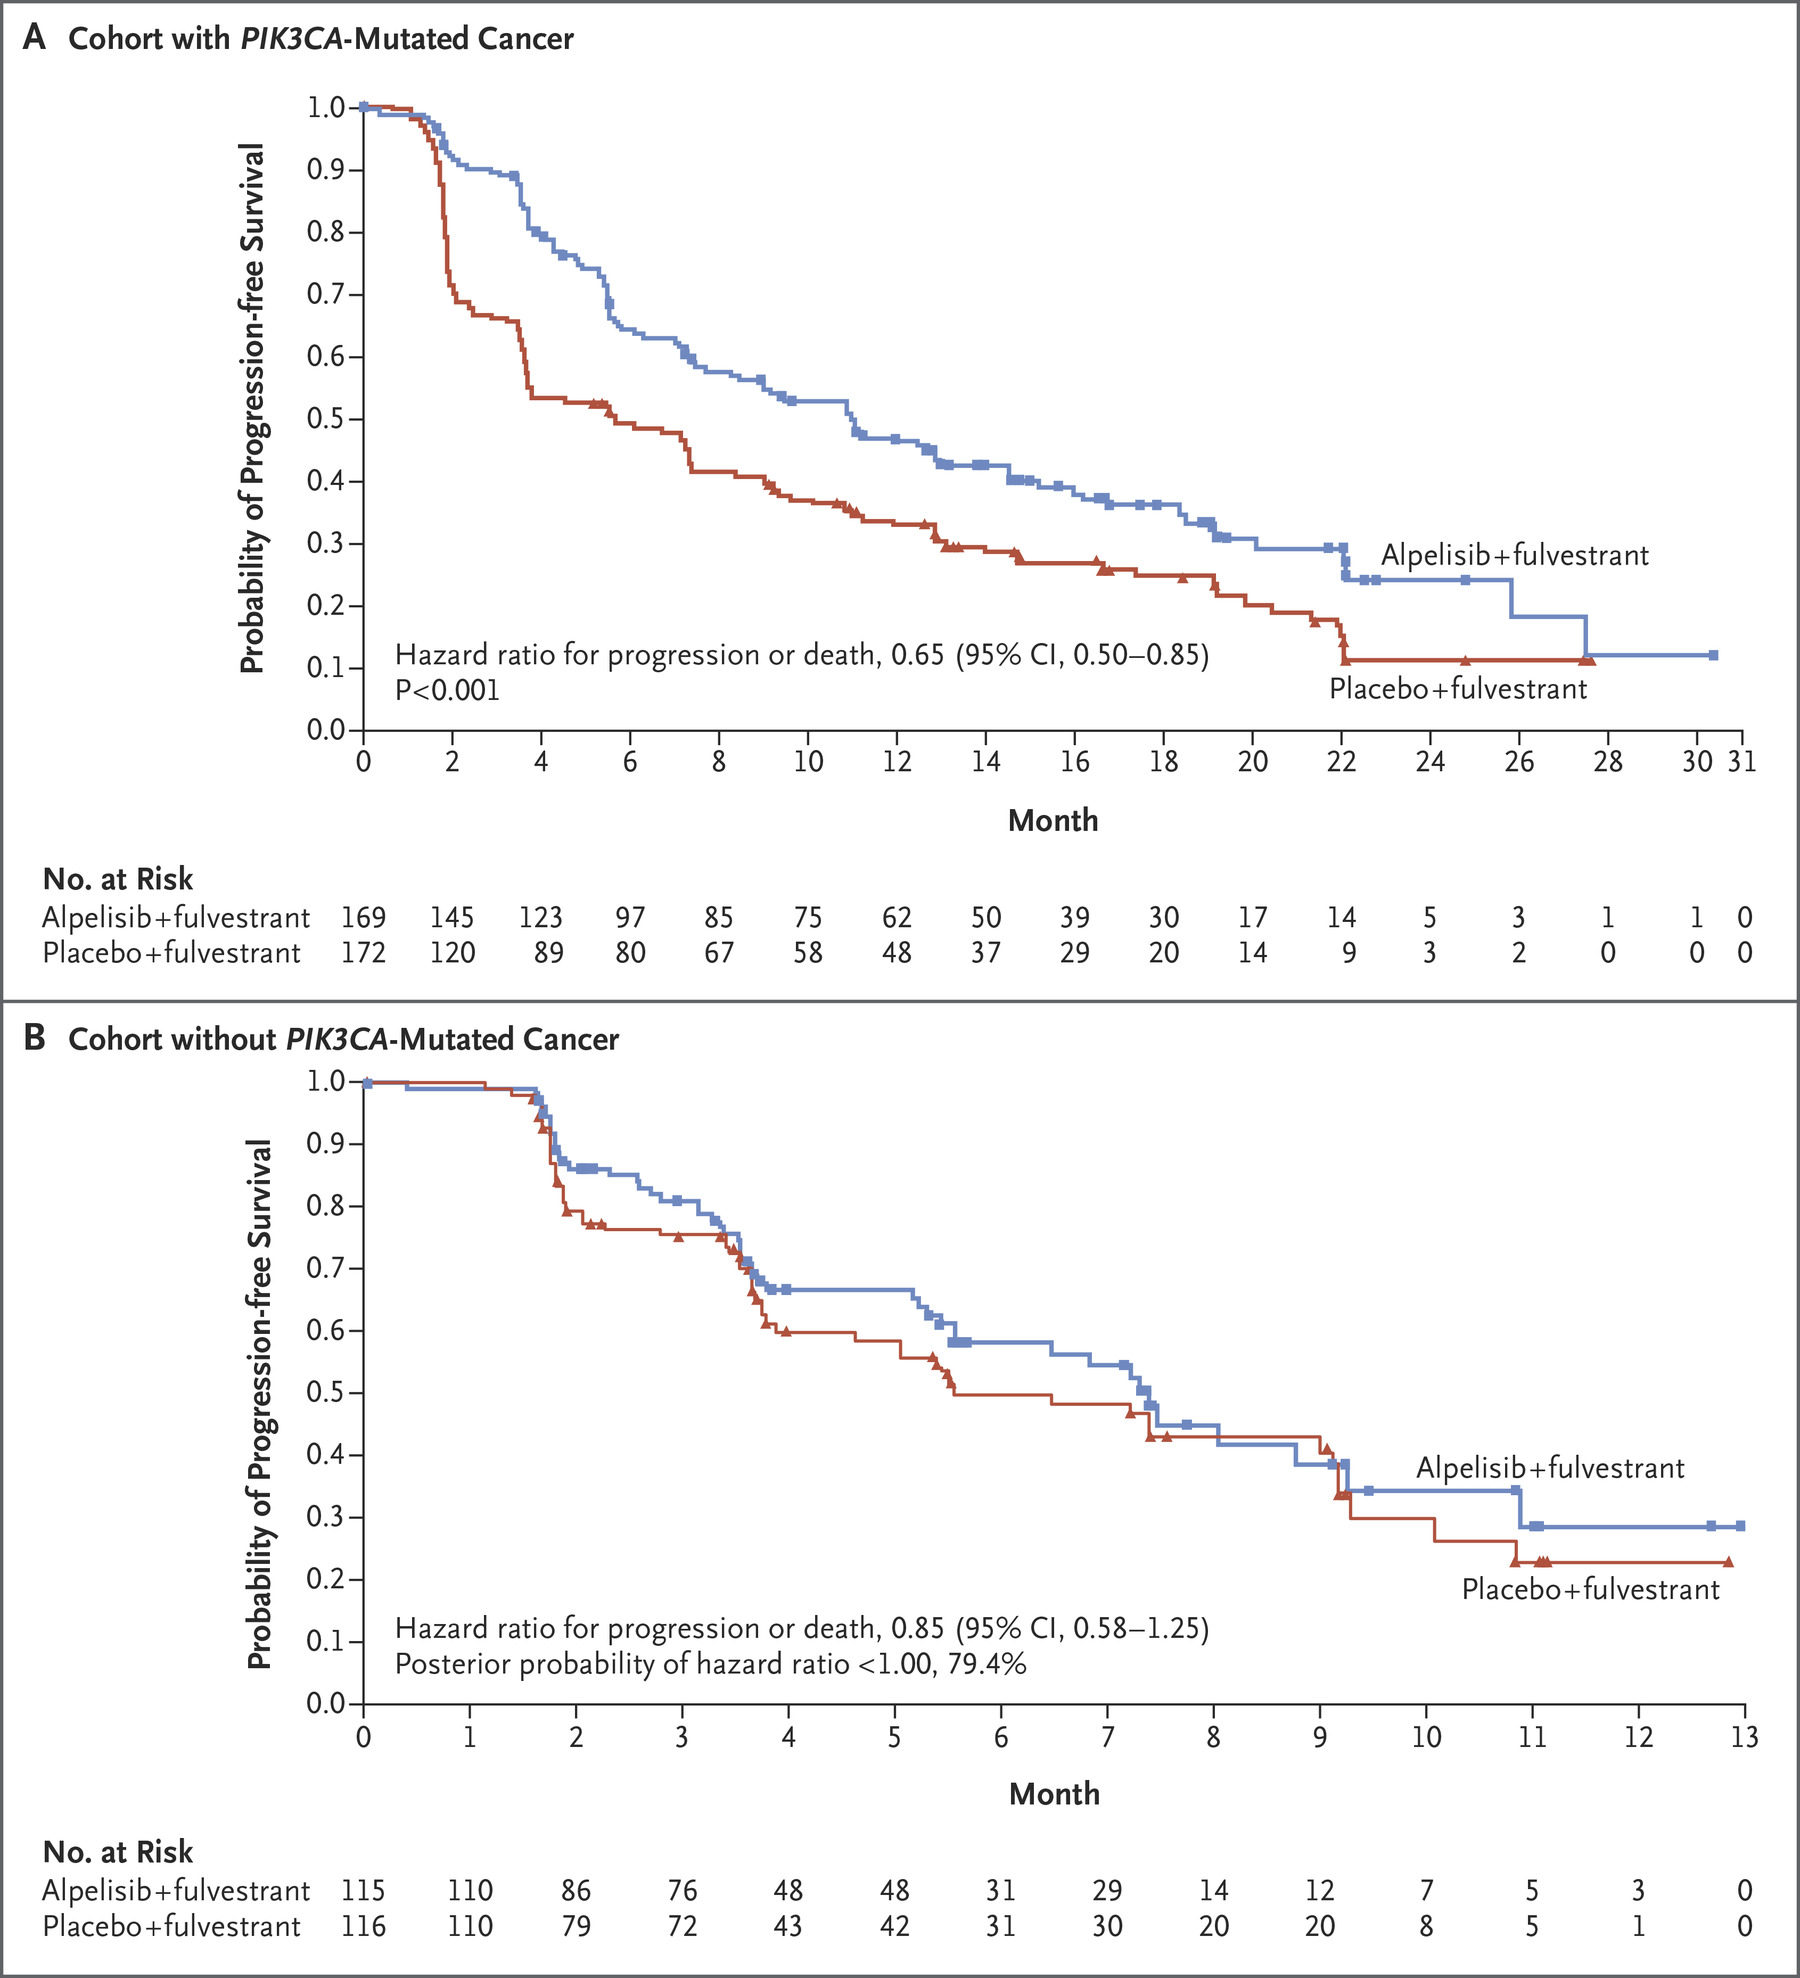 A Cohort with PIK3CA-Mutated Cancer
Probability of Progression-free Survival
1.0
0.9
0.8
0.7
0.6
0.5
0.4
0.3
0.2
0.1
0.0
Alpelisib+fulvestrant
Hazard ratio for progression or death, 0.65 (95% CI, 0.50–0.85)
P<0.001
Placebo+fulvestrant
0 2 4 6 8 10 12 14 16 18 20 22 24 26 28 30 31
Month
No. at Risk
Alpelisib+fulvestrant 169 145 123 97 85 75 62 50 39 30 17 14 5 3 1 1 0
Placebo+fulvestrant 172 120 89 80 67 58 48 37 29 20 14 9 3 2 0 0 0
B Cohort without PIK3CA-Mutated Cancer
Probability of Progression-free Survival
1.0
0.9
0.8
0.7
0.6
0.5
0.4
0.3
0.2
0.1
0.0
Alpelisib+fulvestrant
Placebo+fulvestrant
Hazard ratio for progression or death, 0.85 (95% CI, 0.58–1.25)
Posterior probability of hazard ratio <1.00, 79.4%
0 1 2 3 4 5 6 7 8 9 10 11 12 13
Month
No. at Risk
Alpelisib+fulvestrant 115 110 86 76 48 48 31 29 14 12 7 5 3 0
Placebo+fulvestrant 116 110 79 72 43 42 31 30 20 20 8 5 1 0